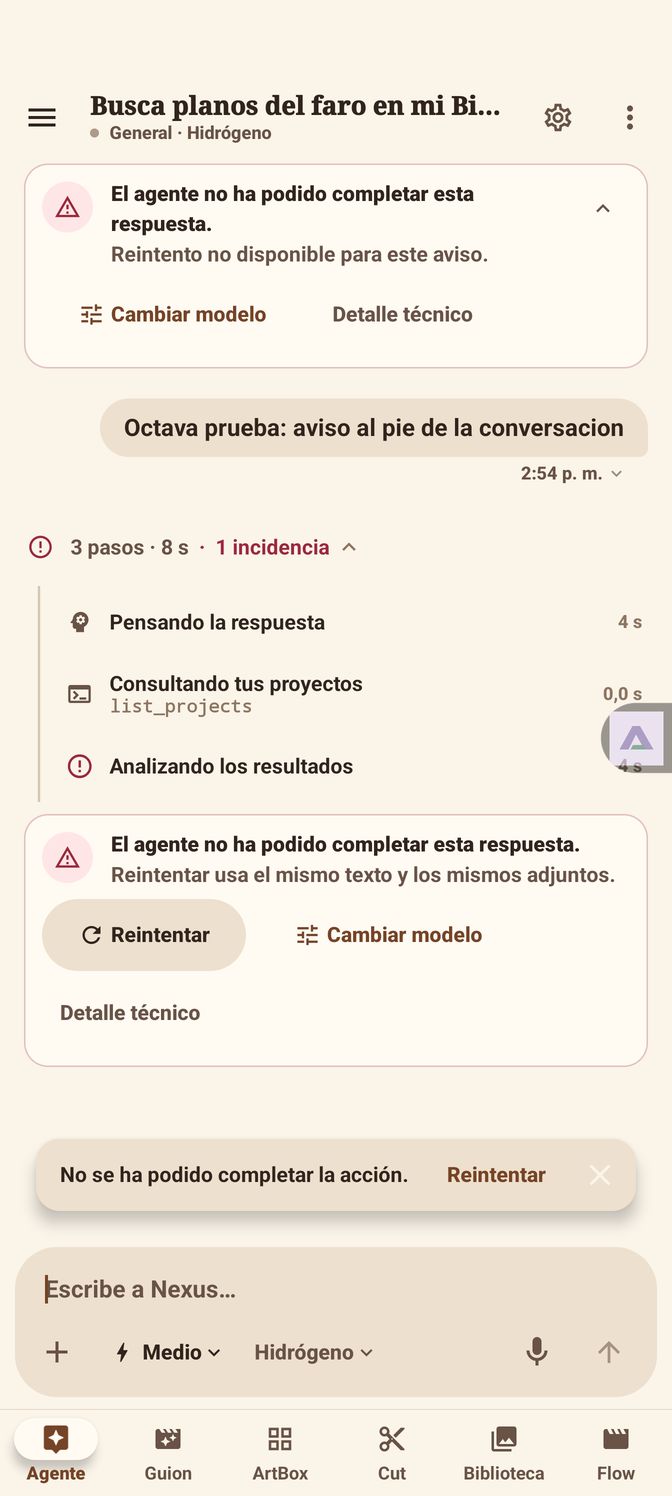 Busca planos del faro en mi Bi...
General · Hidrógeno
El agente no ha podido completar esta
respuesta.
Reintento no disponible para este aviso.
Cambiar modelo
Detalle técnico
Octava prueba: aviso al pie de la conversacion
2:54 p. m.
3 pasos · 8 s · 1 incidencia
Pensando la respuesta
4 s
Consultando tus proyectos
0,0 s
list_projects
Analizando los resultados
4 s
El agente no ha podido completar esta respuesta.
Reintentar usa el mismo texto y los mismos adjuntos.
Reintentar
Cambiar modelo
Detalle técnico
No se ha podido completar la acción.
Reintentar
Escribe a Nexus...
Medio
Hidrógeno
Agente
Guion
ArtBox
Cut
Biblioteca
Flow